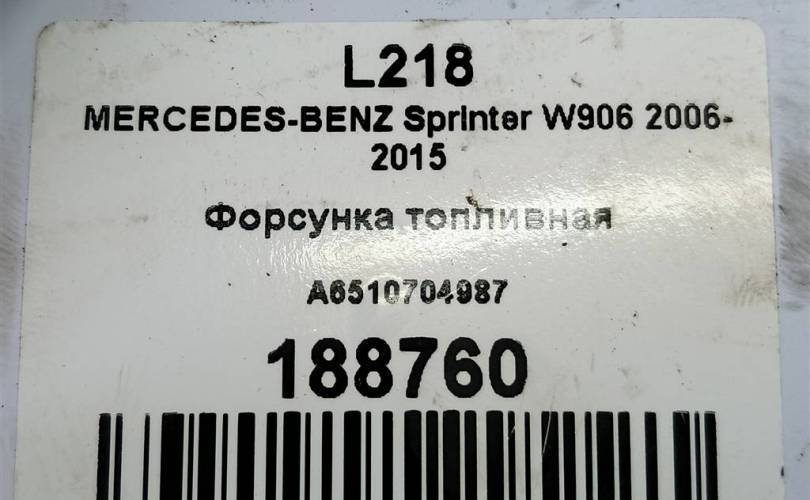 L218
MERCEDES-BENZ Sprinter W906 2006-
2015
Форсунка топливная
A6510704987
188760